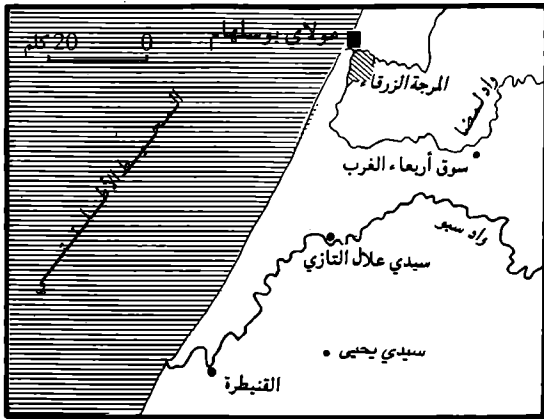 مولاي بوسلهام
0 20 كلم
المرجة الزرقاء
سوق أربعاء الغرب
واد سبو
سيدي علال التازي
سيدي يحيى
القنيطرة